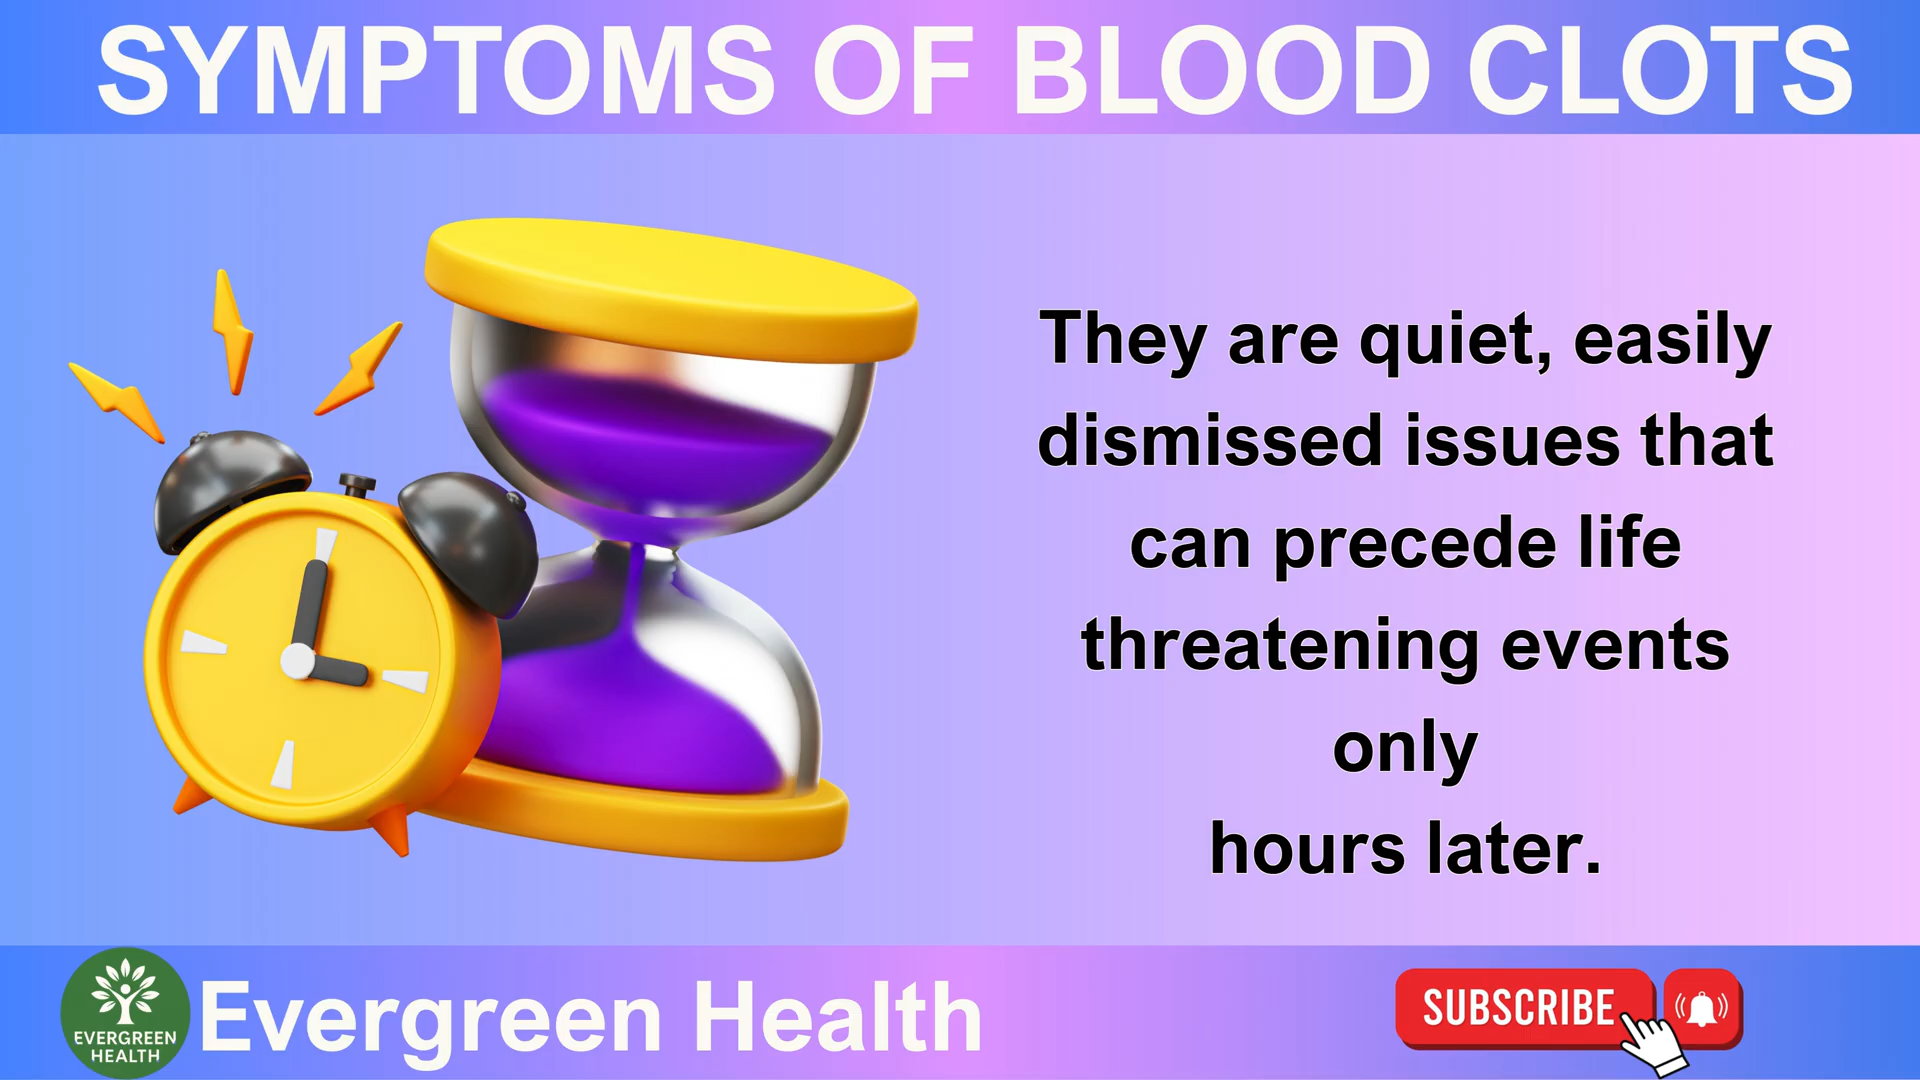 SYMPTOMS OF BLOOD CLOTS
They are quiet, easily
dismissed issues that
can precede life
threatening events
only
hours later.
EVERGREEN
HEALTH
Evergreen Health
SUBSCRIBE